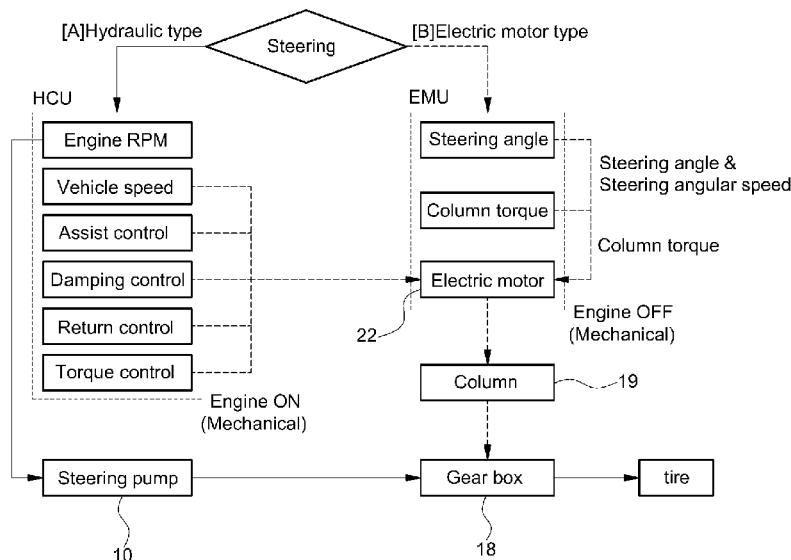 [A]Hydraulic type
Steering
[B]Electric motor type
HCU
Engine RPM
Vehicle speed
Assist control
Damping control
Return control
Torque control
Engine ON
(Mechanical)
EMU
Steering angle
Column torque
Electric motor
22
Steering angle &
Steering angular speed
Column torque
Engine OFF
(Mechanical)
Column
19
Steering pump
10
Gear box
18
tire